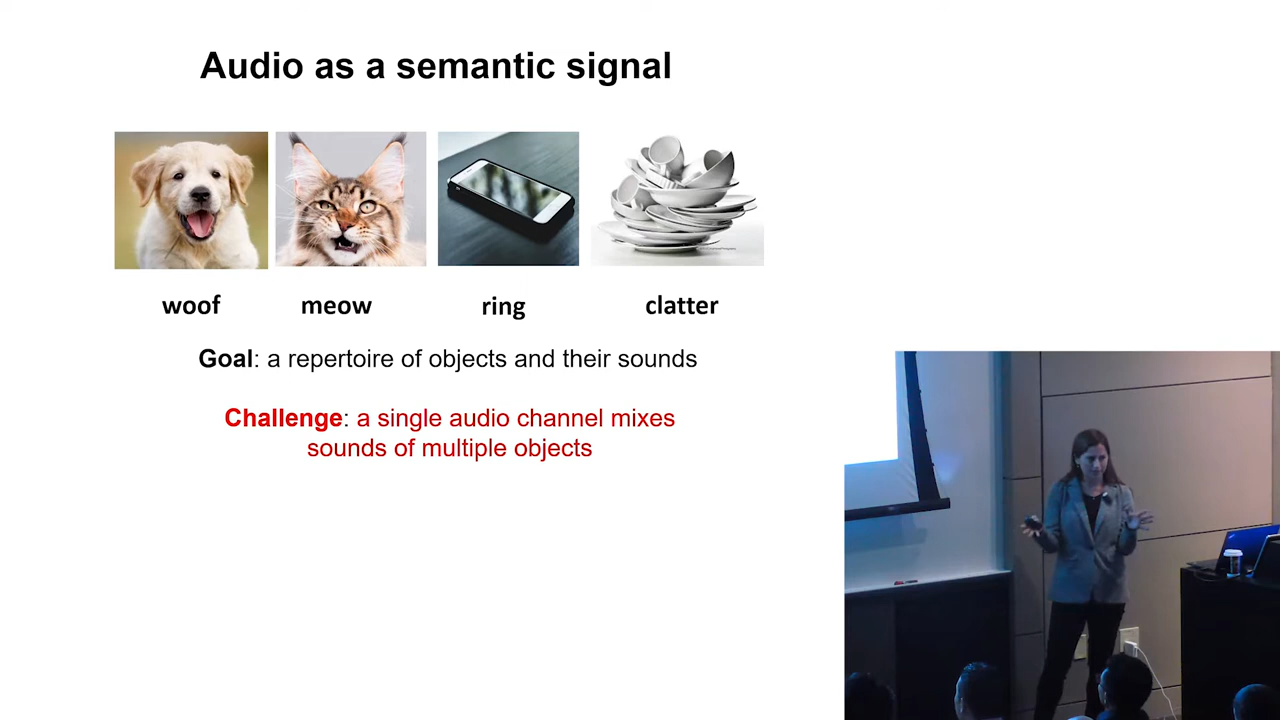 Audio as a semantic signal
woof
meow
ring
clatter
Goal: a repertoire of objects and their sounds
Challenge: a single audio channel mixes
sounds of multiple objects